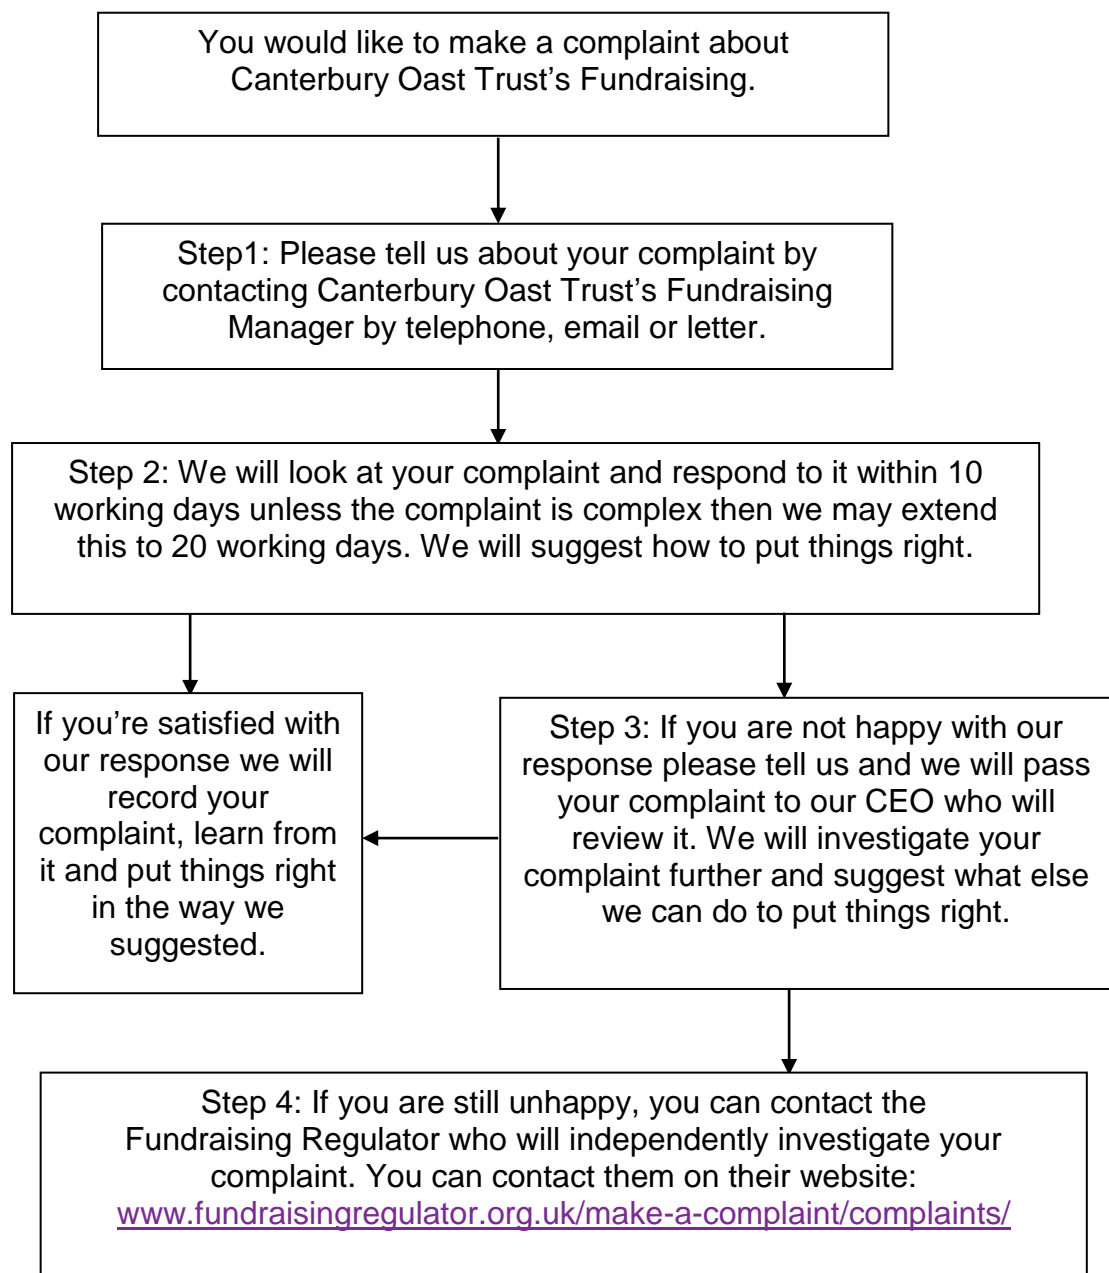 You would like to make a complaint about
Canterbury Oast Trust’s Fundraising.
Step1: Please tell us about your complaint by
contacting Canterbury Oast Trust’s Fundraising
Manager by telephone, email or letter.
Step 2: We will look at your complaint and respond to it within 10
working days unless the complaint is complex then we may extend
this to 20 working days. We will suggest how to put things right.
If you’re satisfied with
our response we will
record your
complaint, learn from
it and put things right
in the way we
suggested.
Step 3: If you are not happy with our
response please tell us and we will pass
your complaint to our CEO who will
review it. We will investigate your
complaint further and suggest what else
we can do to put things right.
Step 4: If you are still unhappy, you can contact the
Fundraising Regulator who will independently investigate your
complaint. You can contact them on their website:
www.fundraisingregulator.org.uk/make-a-complaint/complaints/